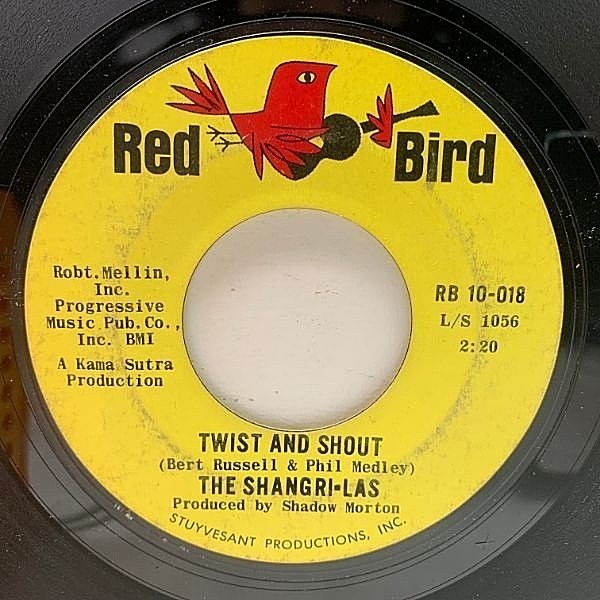 Red Bird
Robt.Mellin,
Inc.
Progressive
Music Pub.Co.,
Inc. BMI
A Kama Sutra
Production
RB 10-018
L/S 1056
2:20
TWIST AND SHOUT
(Bert Russell & Phil Medley)
THE SHANGRI-LAS
Produced by Shadow Morton
STUYVESANT PRODUCTIONS, INC.